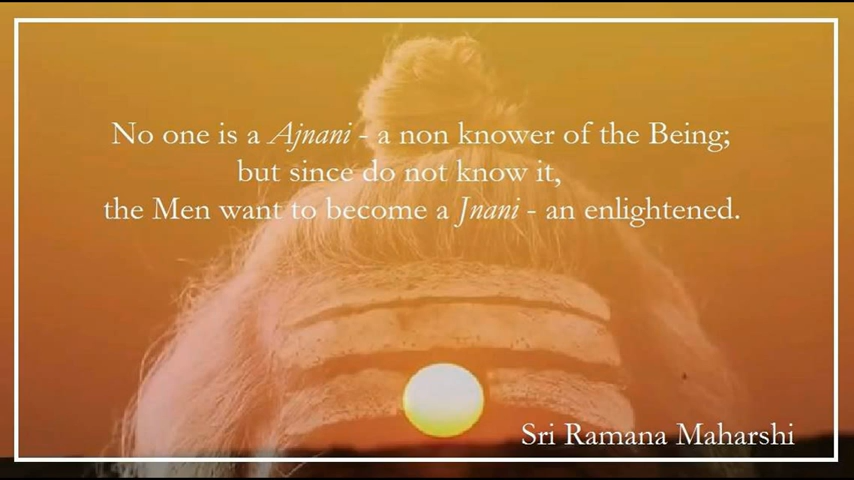 No one is a Ajnani - a non knower of the Being;
but since do not know it,
the Men want to become a Jnani - an enlightened.
Sri Ramana Maharshi